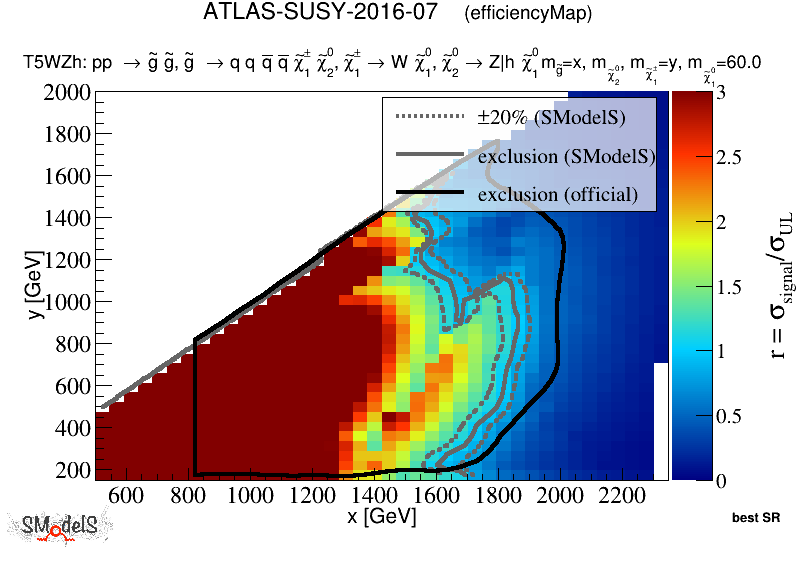 ATLAS-SUSY-2016-07 (efficiencyMap)
T5WZh: pp → g̃ g̃, g̃ → q q q̅ q̅ χ̃₁± χ̃₂⁰, χ̃₁± → W χ̃₁⁰, χ̃₂⁰ → Z|h χ̃₁⁰ m_g̃=x, m_χ̃₂⁰, m_χ̃₁±=y, m_χ̃₁⁰=60.0
±20% (SModelS)
exclusion (SModelS)
exclusion (official)
2000
1800
1600
1400
1200
1000
800
600
400
200
y [GeV]
600 800 1000 1200 1400 1600 1800 2000 2200
x [GeV]
3
2.5
2
1.5
1
0.5
0
r = σ_signal/σ_UL
SModelS
best SR